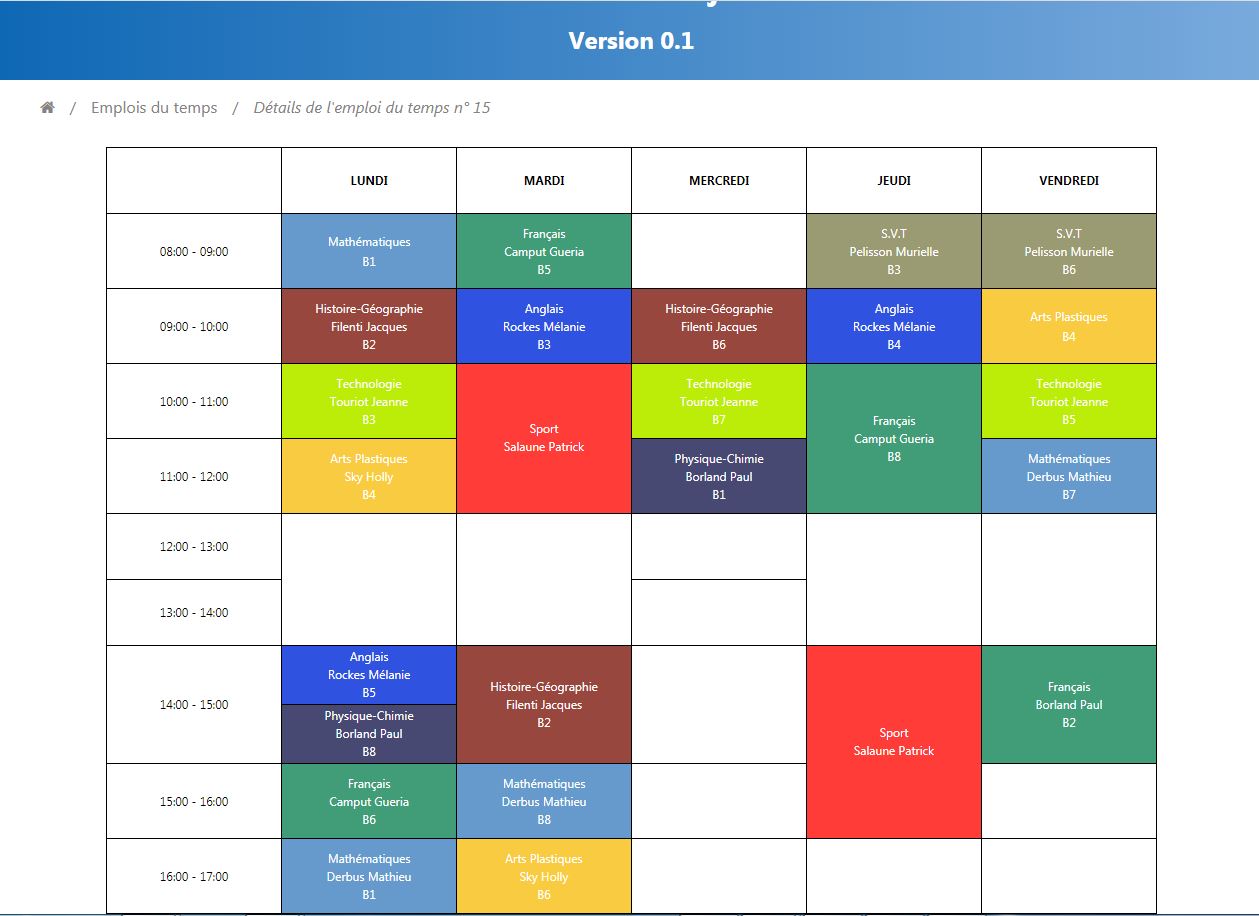 Version 0.1
/ Emplois du temps / Détails de l'emploi du temps n° 15
LUNDI MARDI MERCREDI JEUDI VENDREDI
08:00 - 09:00
Mathématiques
B1
Français
Camput Gueria
B5
S.V.T
Pelisson Murielle
B3
S.V.T
Pelisson Murielle
B6
09:00 - 10:00
Histoire-Géographie
Filenti Jacques
B2
Anglais
Rockes Mélanie
B3
Histoire-Géographie
Filenti Jacques
B6
Anglais
Rockes Mélanie
B4
Arts Plastiques
B4
10:00 - 11:00
Technologie
Touriot Jeanne
B3
Sport
Salaune Patrick
Technologie
Touriot Jeanne
B7
Français
Camput Gueria
B8
Technologie
Touriot Jeanne
B5
11:00 - 12:00
Arts Plastiques
Sky Holly
B4
Physique-Chimie
Borland Paul
B1
Mathématiques
Derbus Mathieu
B7
12:00 - 13:00
13:00 - 14:00
14:00 - 15:00
Anglais
Rockes Mélanie
B5
Physique-Chimie
Borland Paul
B8
Histoire-Géographie
Filenti Jacques
B2
Sport
Salaune Patrick
Français
Borland Paul
B2
15:00 - 16:00
Français
Camput Gueria
B6
Mathématiques
Derbus Mathieu
B8
16:00 - 17:00
Mathématiques
Derbus Mathieu
B1
Arts Plastiques
Sky Holly
B6